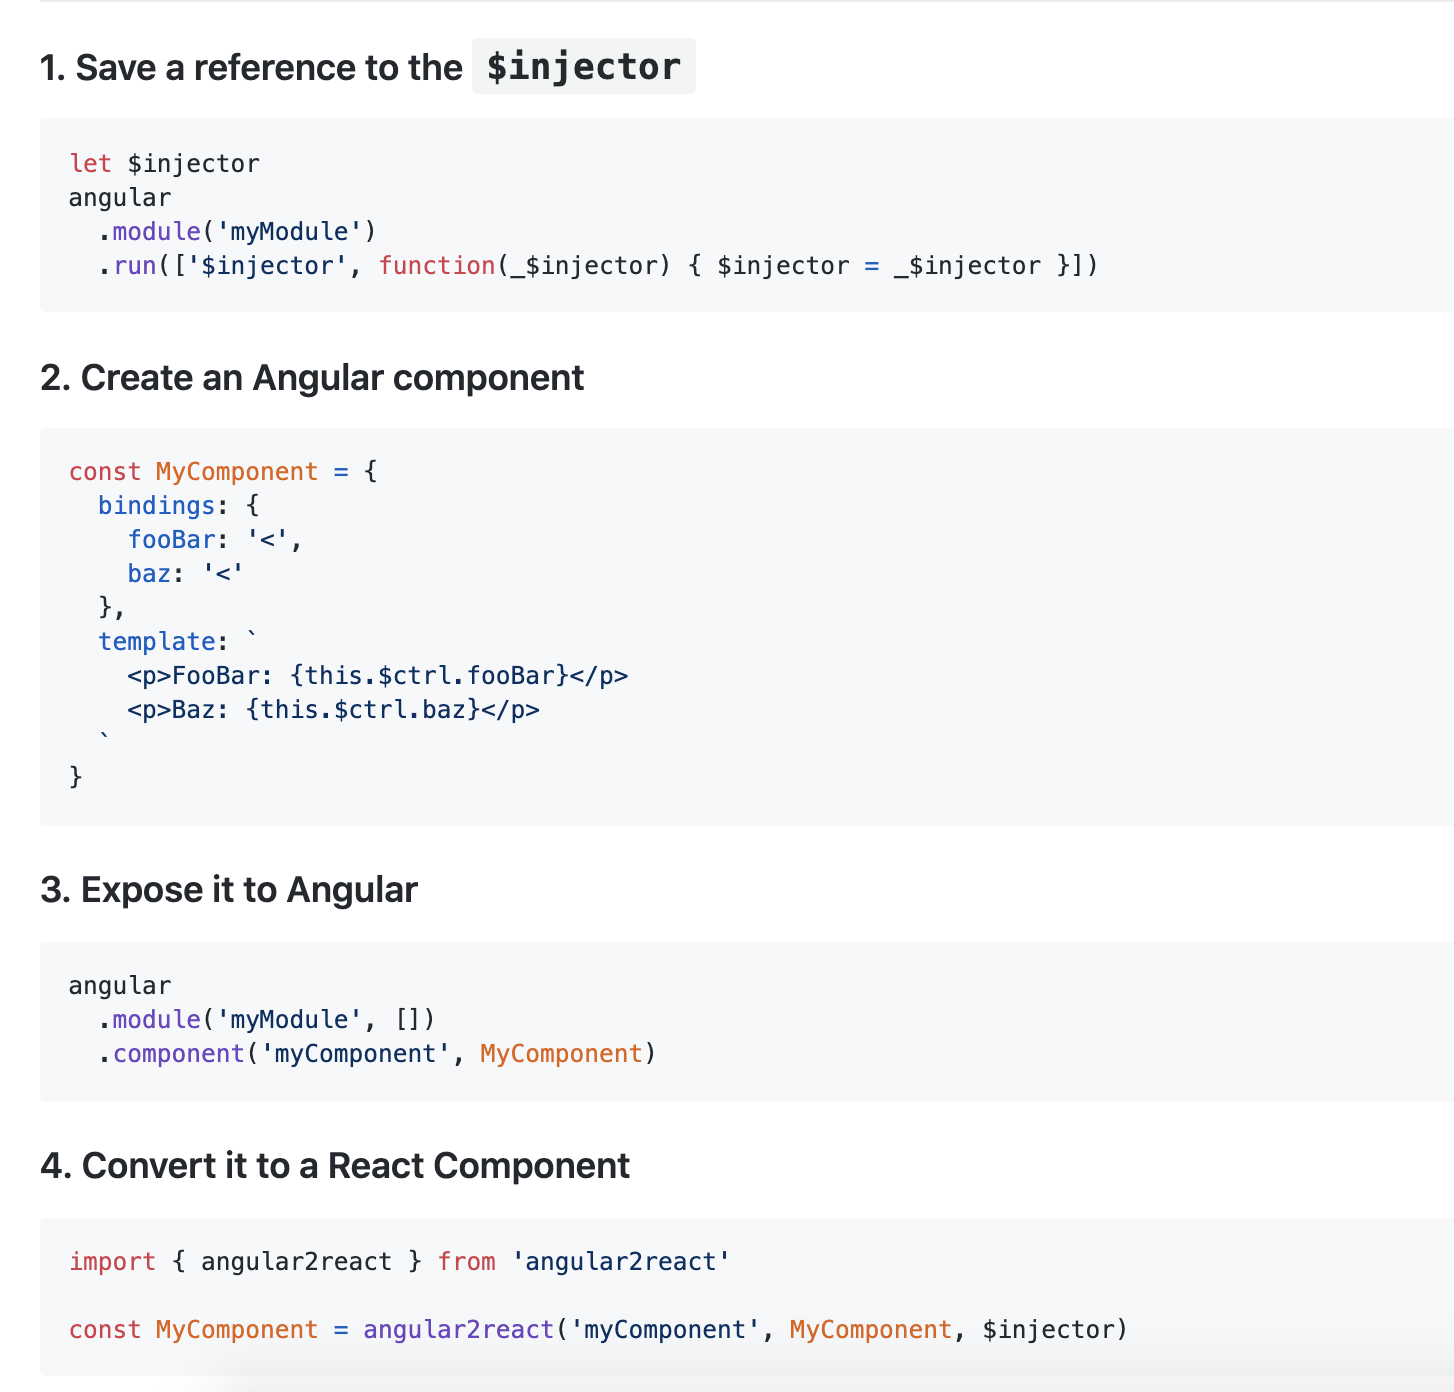 1. Save a reference to the $injector
let $injector
angular
  .module('myModule')
  .run(['$injector', function(_$injector) { $injector = _$injector }])
2. Create an Angular component
const MyComponent = {
  bindings: {
    fooBar: '<',
    baz: '<'
  },
  template: `
    <p>FooBar: {this.$ctrl.fooBar}</p>
    <p>Baz: {this.$ctrl.baz}</p>
  `
}
3. Expose it to Angular
angular
  .module('myModule', [])
  .component('myComponent', MyComponent)
4. Convert it to a React Component
import { angular2react } from 'angular2react'
const MyComponent = angular2react('myComponent', MyComponent, $injector)